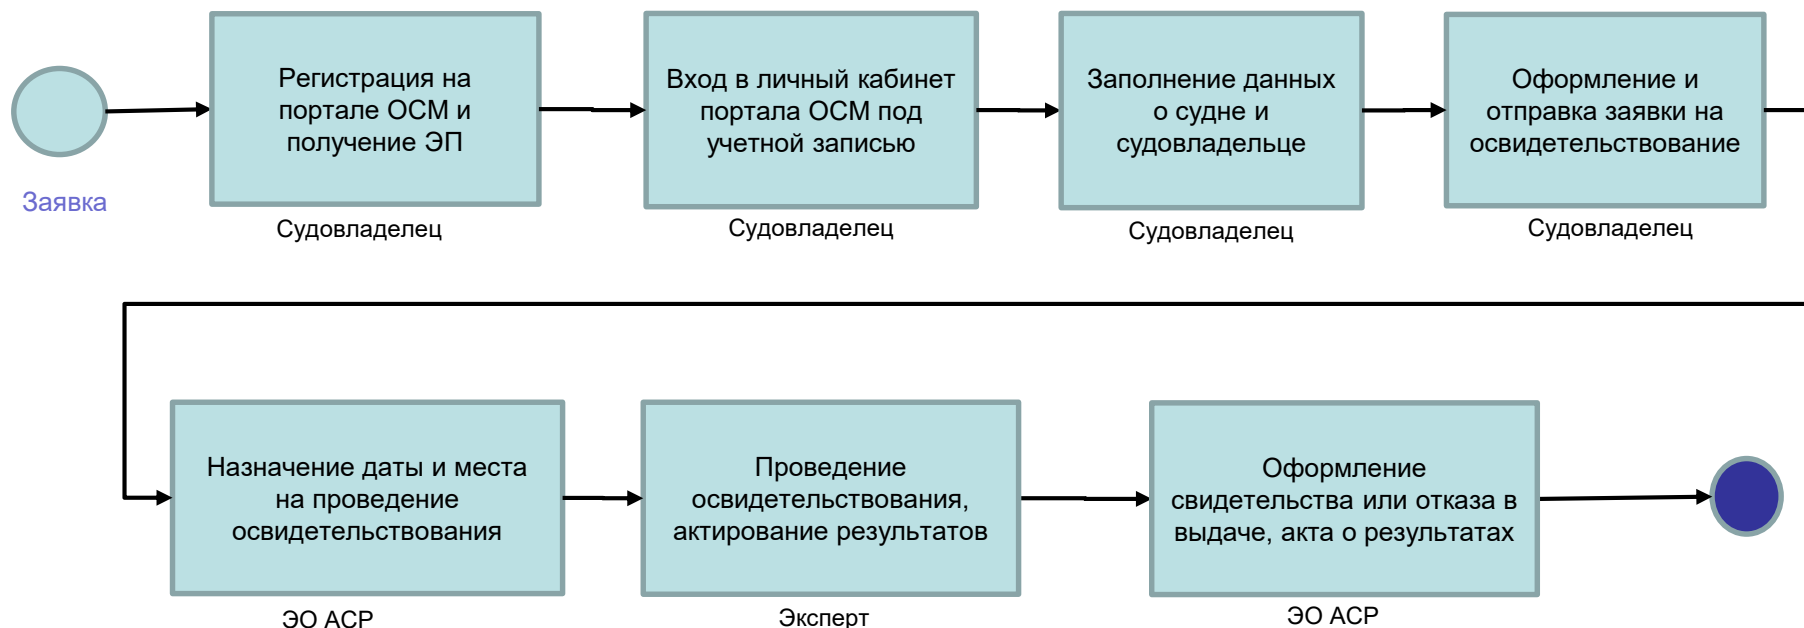 Регистрация на
портале ОСМ и
получение ЭП
Вход в личный кабинет
портала ОСМ под
учетной записью
Заполнение данных
о судне и
судовладельце
Оформление и
отправка заявки на
освидетельствование
Заявка
Судовладелец
Судовладелец
Судовладелец
Судовладелец
Назначение даты и места
на проведение
освидетельствования
Проведение
освидетельствования,
актирование результатов
Оформление
свидетельства или отказа в
выдаче, акта о результатах
ЭО АСР
Эксперт
ЭО АСР